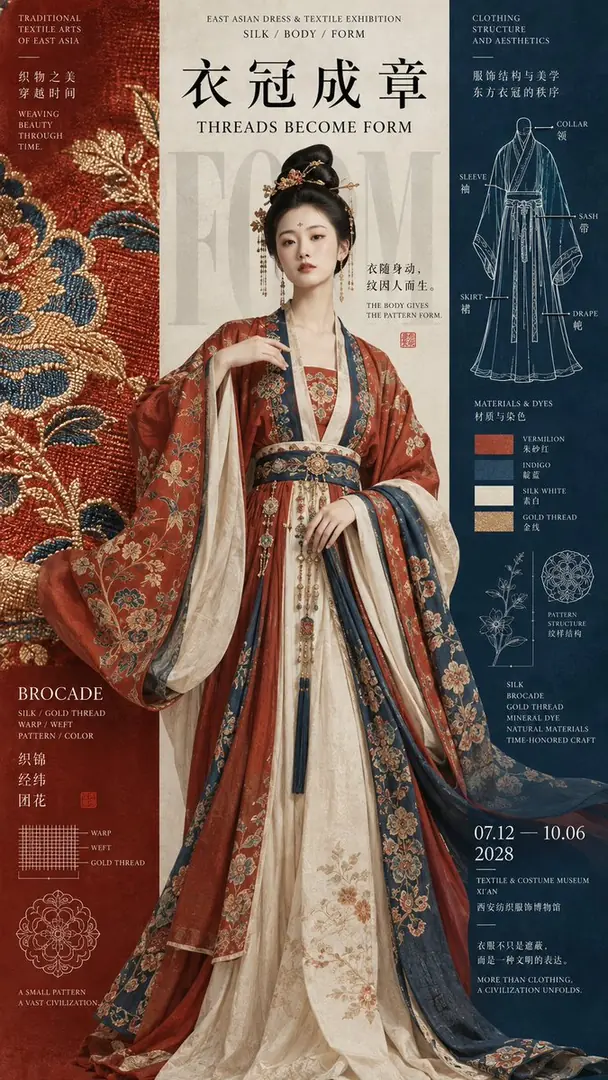 TRADITIONAL
TEXTILE ARTS
OF EAST ASIA
织物之美
穿越时间
WEAVING
BEAUTY
THROUGH
TIME.
EAST ASIAN DRESS & TEXTILE EXHIBITION
SILK / BODY / FORM
衣冠成章
THREADS BECOME FORM
FORM
衣随身动，
纹因人而生。
THE BODY GIVES
THE PATTERN FORM.
CLOTHING
STRUCTURE
AND AESTHETICS
服饰结构与美学
东方衣冠的秩序
COLLAR
领
SLEEVE
袖
SASH
带
SKIRT
裙
DRAPE
MATERIALS & DYES
材质与染色
VERMILION
朱砂红
INDIGO
靛蓝
SILK WHITE
素白
GOLD THREAD
金线
PATTERN
STRUCTURE
纹样结构
SILK
BROCADE
GOLD THREAD
MINERAL DYE
NATURAL MATERIALS
TIME-HONORED CRAFT
BROCADE
SILK / GOLD THREAD
WARP / WEFT
PATTERN / COLOR
织锦
经纬
团花
WARP
WEFT
GOLD THREAD
A SMALL PATTERN
A VAST CIVILIZATION.
07.12 — 10.06
2028
TEXTILE & COSTUME MUSEUM
XI'AN
西安纺织服饰博物馆
衣服不只是遮蔽，
而是一种文明的表达。
MORE THAN CLOTHING,
A CIVILIZATION UNFOLDS.